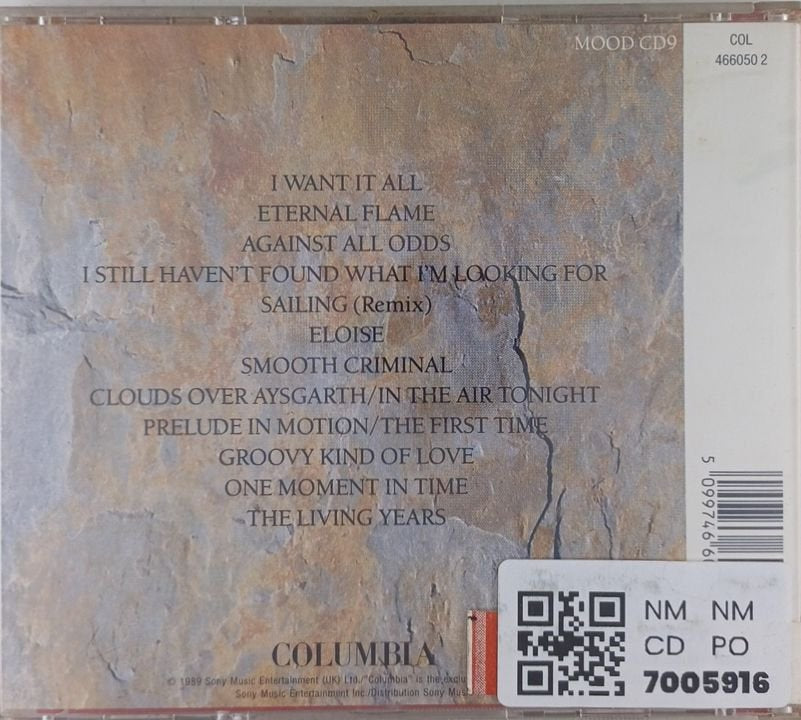 MOOD CD9
COL
466050 2
I WANT IT ALL
ETERNAL FLAME
AGAINST ALL ODDS
I STILL HAVEN'T FOUND WHAT I'M LOOKING FOR
SAILING (Remix)
ELOISE
SMOOTH CRIMINAL
CLOUDS OVER AYSGARTH/IN THE AIR TONIGHT
PRELUDE IN MOTION/THE FIRST TIME
GROOVY KIND OF LOVE
ONE MOMENT IN TIME
THE LIVING YEARS
5 099746 6
COLUMBIA
© 1989 Sony Music Entertainment (UK) Ltd./"Columbia" is the exclu
Sony Music Entertainment Inc./Distribution Sony Mus
NM NM
CD PO
7005916